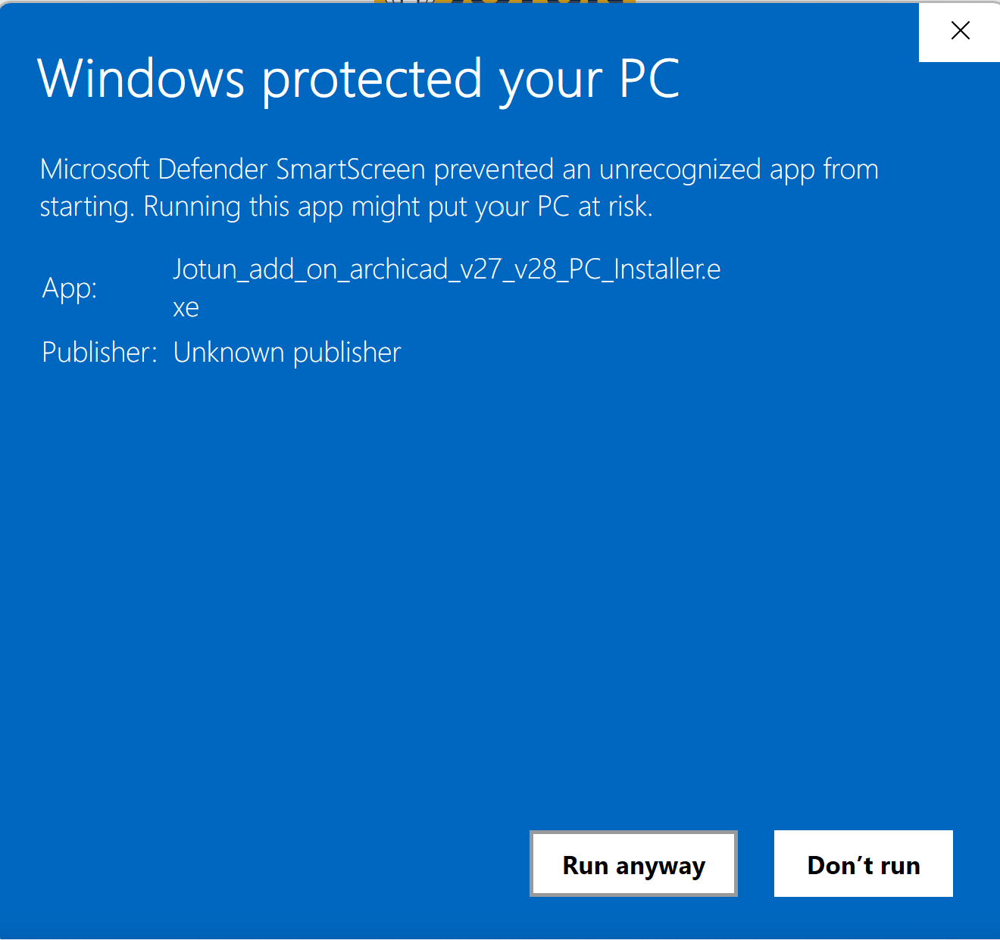 Windows protected your PC
Microsoft Defender SmartScreen prevented an unrecognized app from
starting. Running this app might put your PC at risk.
Jotun_add_on_archicad_v27_v28_PC_Installer.e
App:
xe
Publisher: Unknown publisher
Run anyway Don’t run